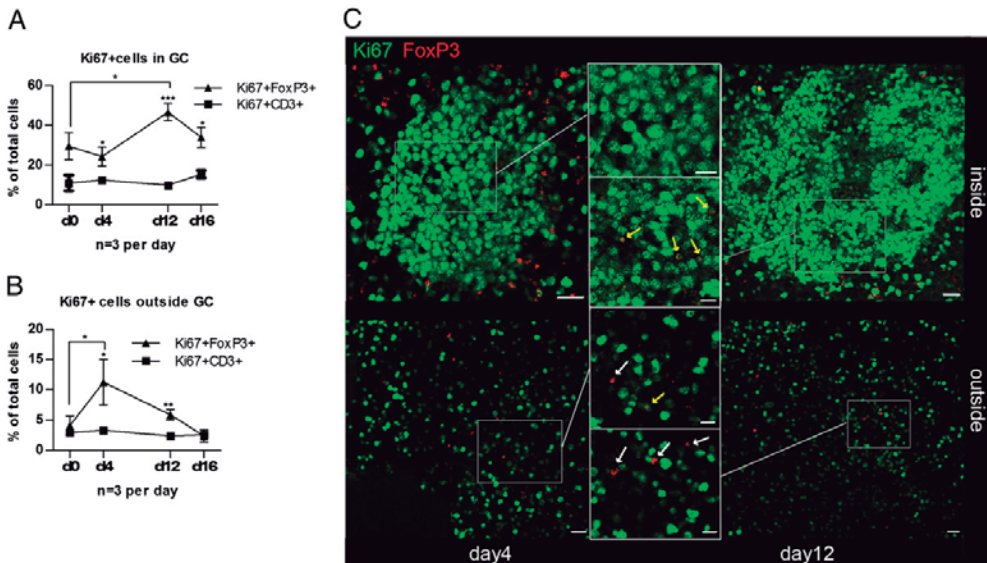 A
Ki67+cells in GC
% of total cells
60
40
20
0
*
*
***
*
Ki67+FoxP3+
Ki67+CD3+
d0 d4 d12 d16
n=3 per day
B
Ki67+ cells outside GC
% of total cells
20
15
10
5
0
*
*
**
Ki67+FoxP3+
Ki67+CD3+
d0 d4 d12 d16
n=3 per day
C
Ki67 FoxP3
inside
outside
day4 day12